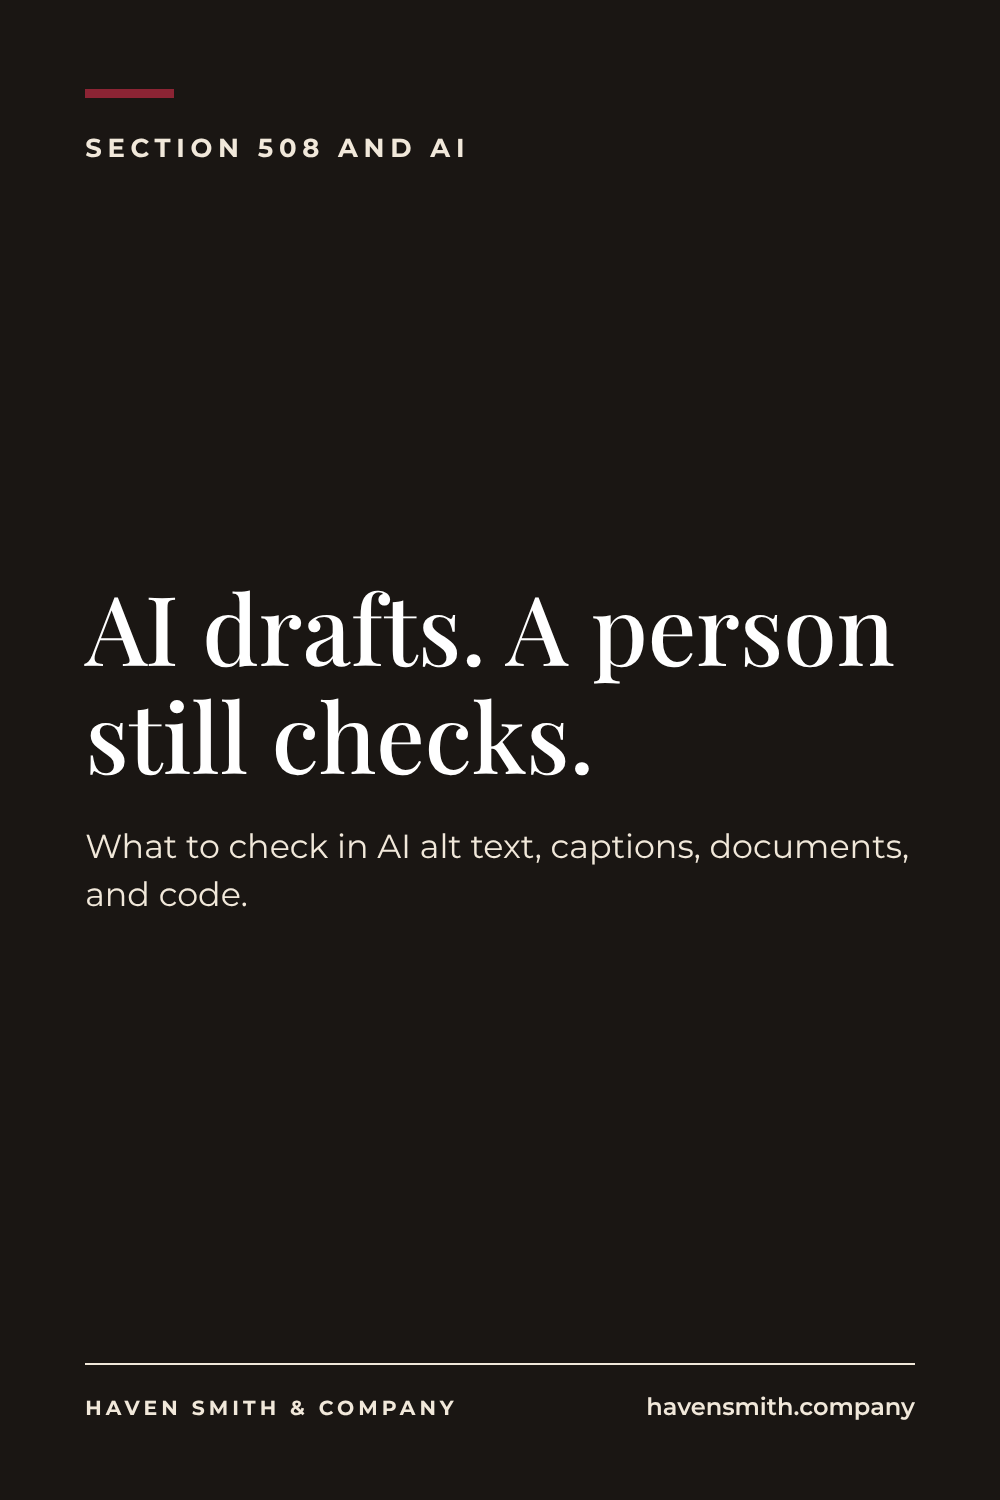 SECTION 508 AND AI
AI drafts. A person
still checks.
What to check in AI alt text, captions, documents,
and code.
HAVEN SMITH & COMPANY
havensmith.company